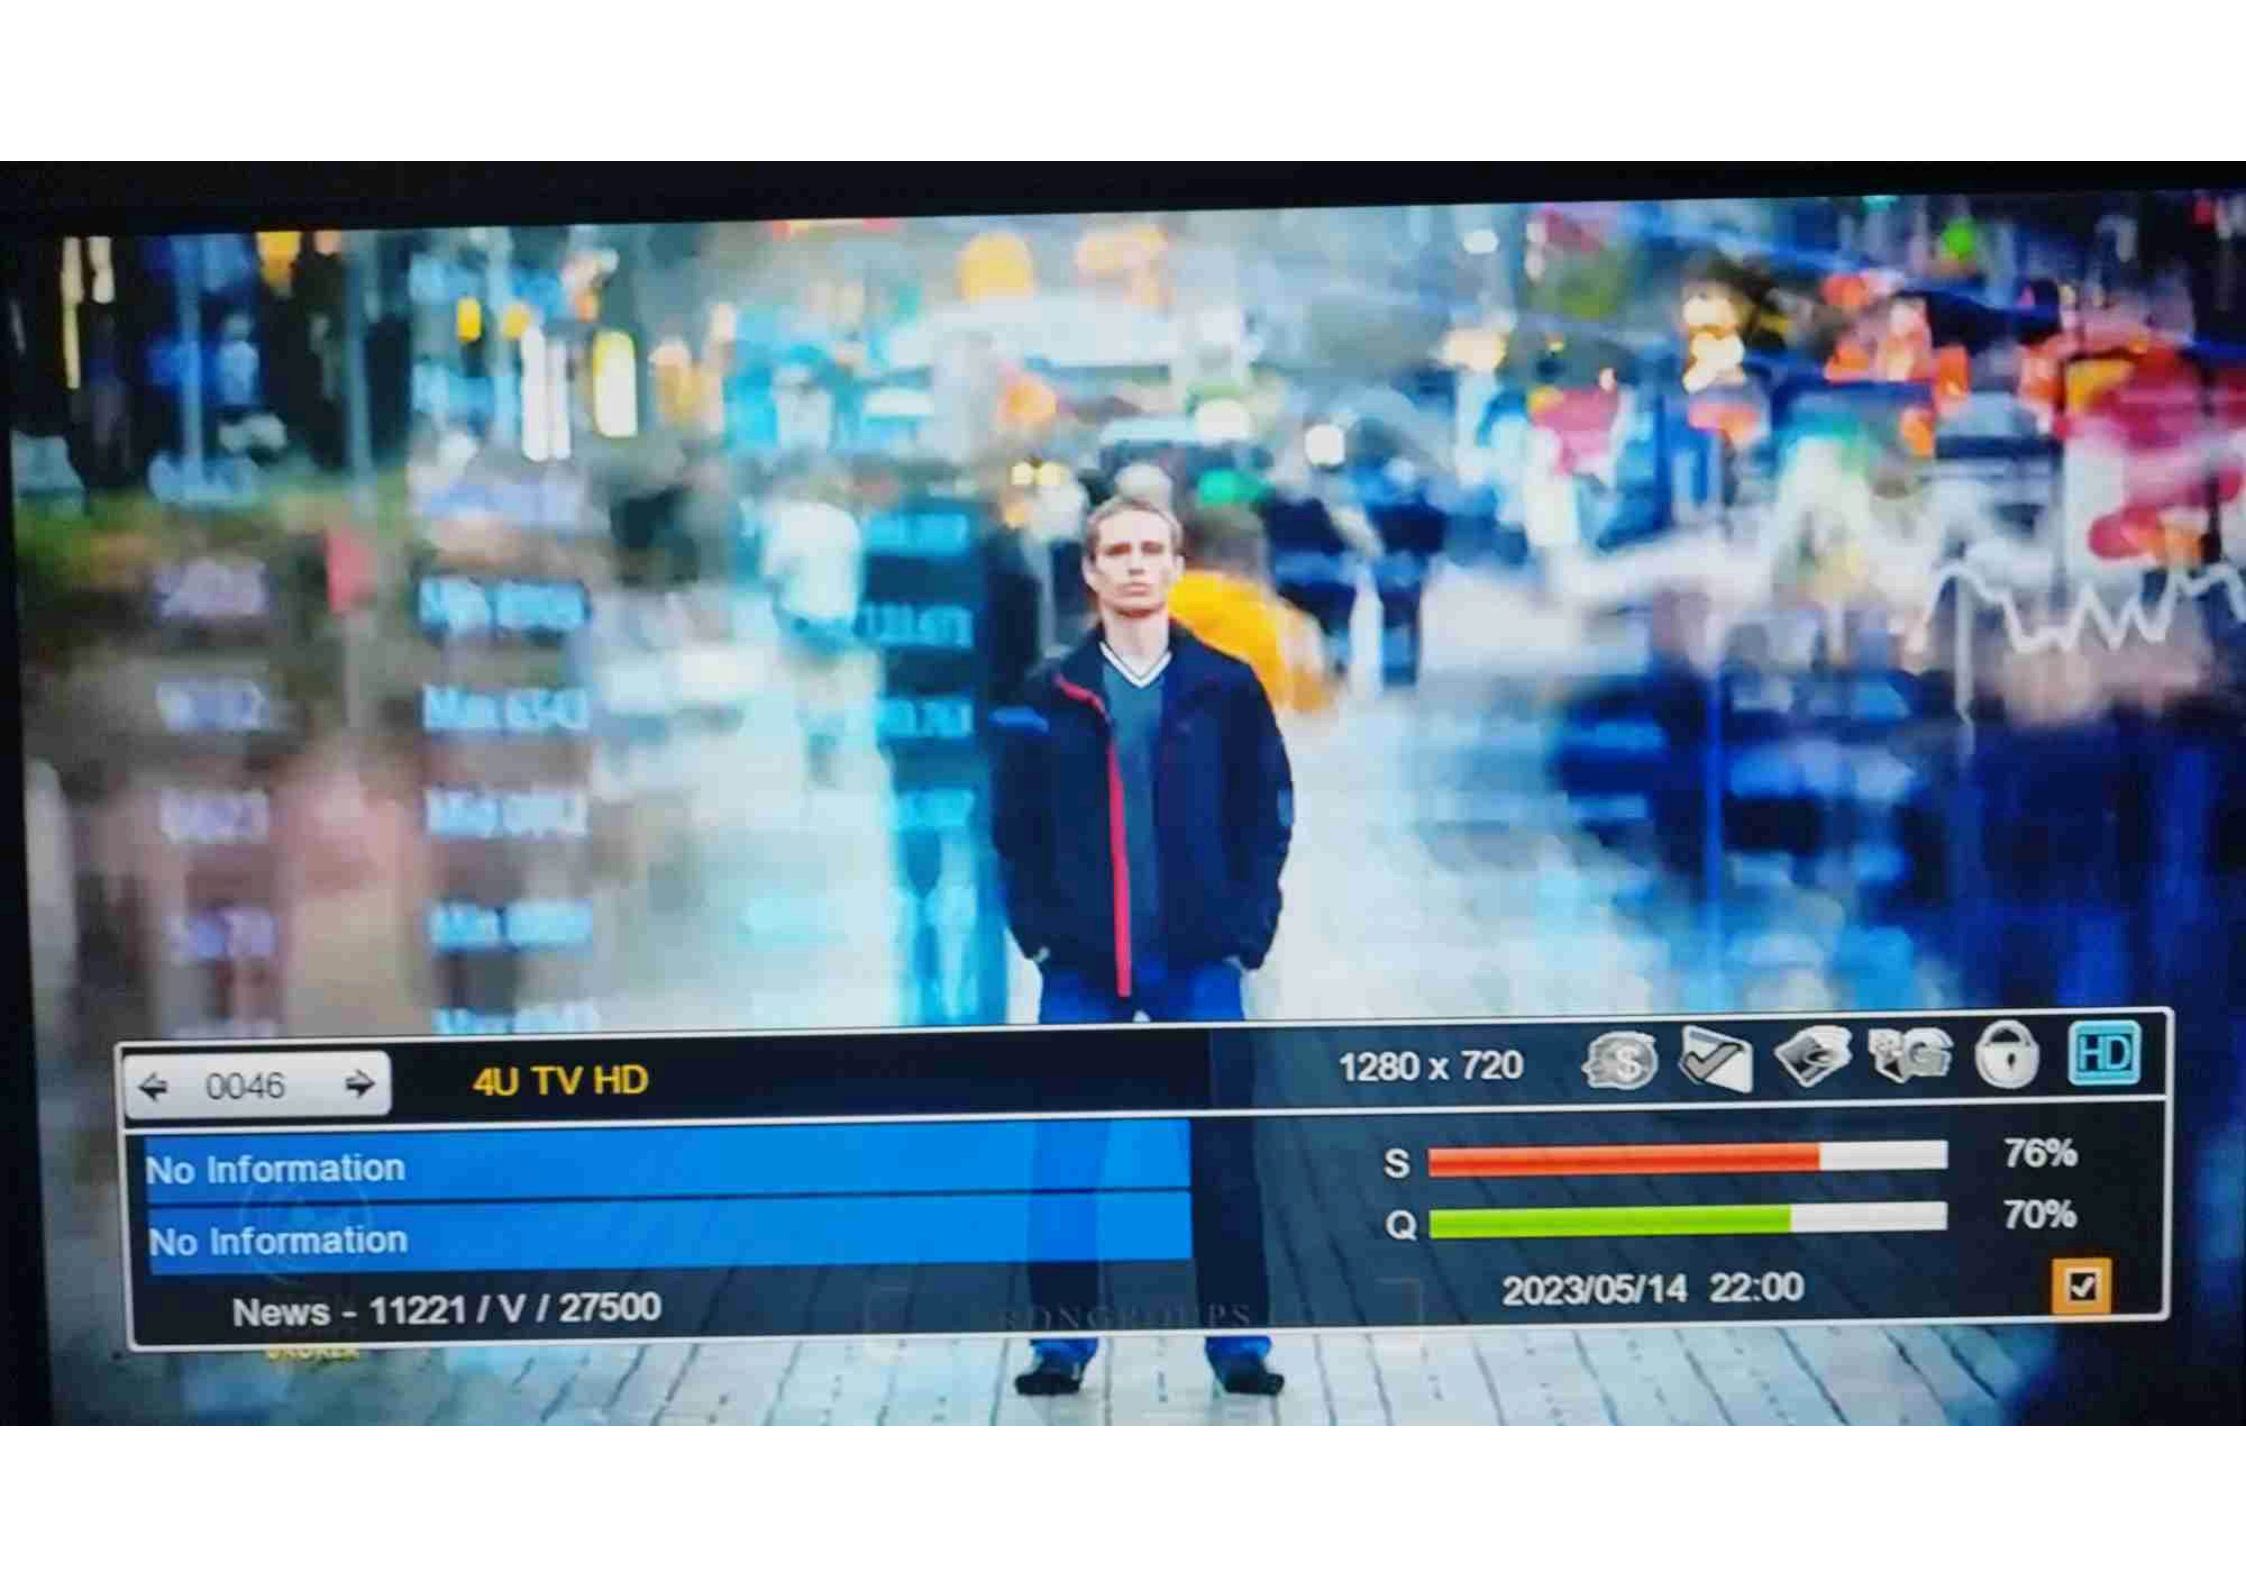 0046
4U TV HD
1280 x 720
HD
No Information
No Information
S
76%
Q
70%
News - 11221 / V / 27500
2023/05/14 22:00